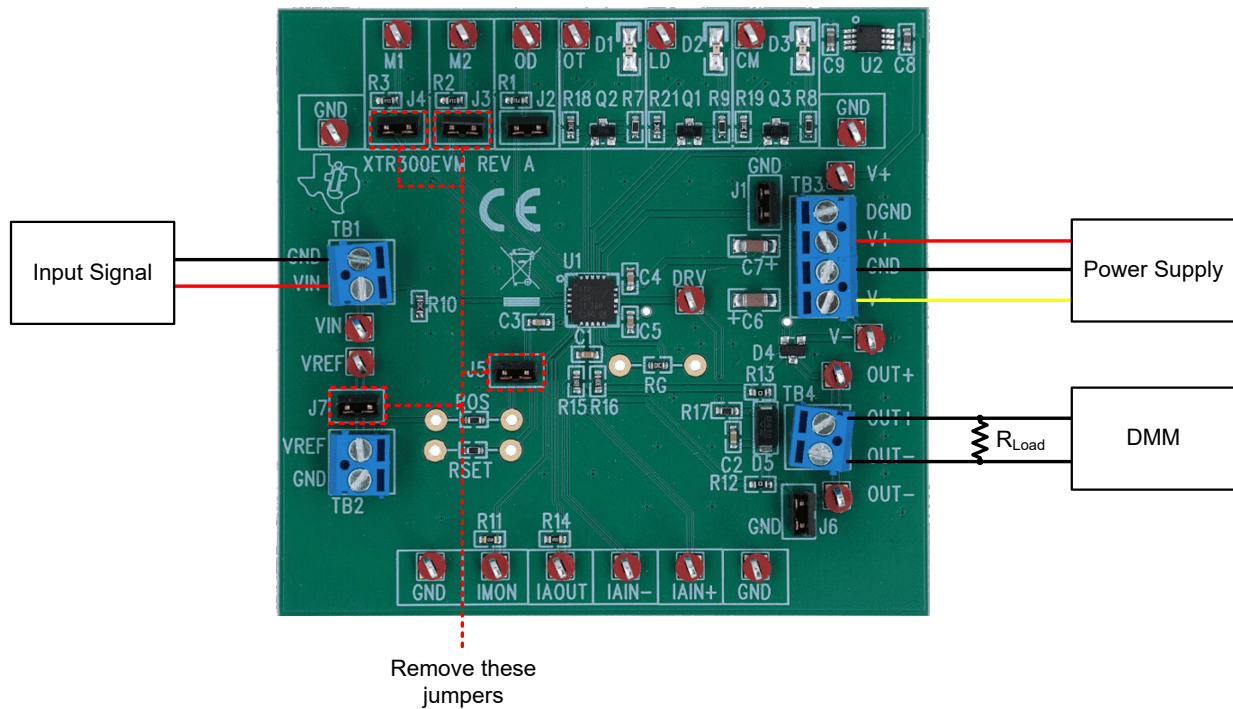 M1 M2 OD OT D1 LD D2 CM D3 C9 U2 C8
R3 J4 R2 J3 R1 J2 R18 Q2 R7 R21 Q1 R9 R19 Q3 R8
GND GND
XTR300EVM REV A
GND
J1 TB3 V+
DGND
V+
GND
V-
TB1
GND
VIN
Input Signal
Power Supply
U1
C7+
+C6
C4
DRV
R10
C3
C5
VIN
C1
V-
D4
VREF
J5
RG
OUT+
R15 R16
R13
TB4
J7
POS
R17
OUT+
VREF
RSET
C2
D5
OUT-
RLoad
DMM
GND
TB2
R12
OUT-
GND
J6
R11 R14
GND IMON IAOUT IAIN- IAIN+ GND
Remove these
jumpers